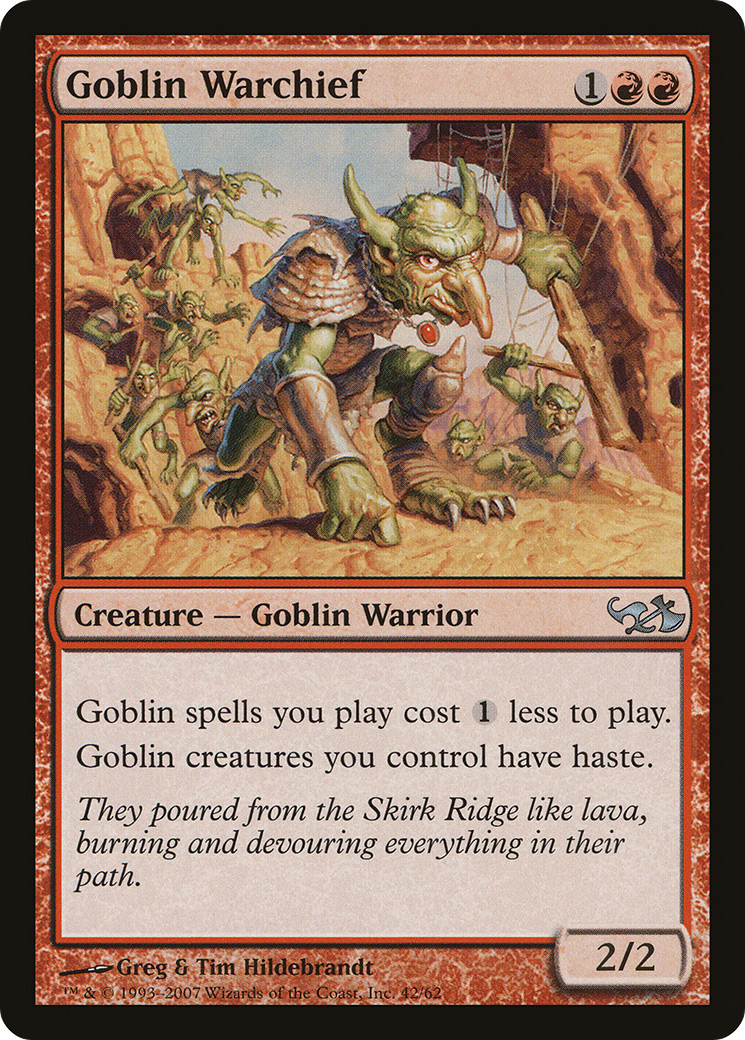 Goblin Warchief 1
Creature — Goblin Warrior
Goblin spells you play cost 1 less to play.
Goblin creatures you control have haste.
They poured from the Skirk Ridge like lava,
burning and devouring everything in their
path.
2/2
Greg & Tim Hildebrandt
™ & © 1993–2007 Wizards of the Coast, Inc. 42/62